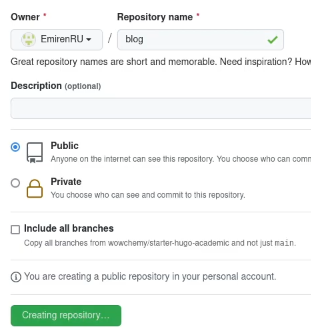 Owner * Repository name *
EmirenRU / blog
Great repository names are short and memorable. Need inspiration? How
Description (optional)
Public
Anyone on the internet can see this repository. You choose who can comm
Private
You choose who can see and commit to this repository.
Include all branches
Copy all branches from wowchemy/starter-hugo-academic and not just main.
You are creating a public repository in your personal account.
Creating repository...